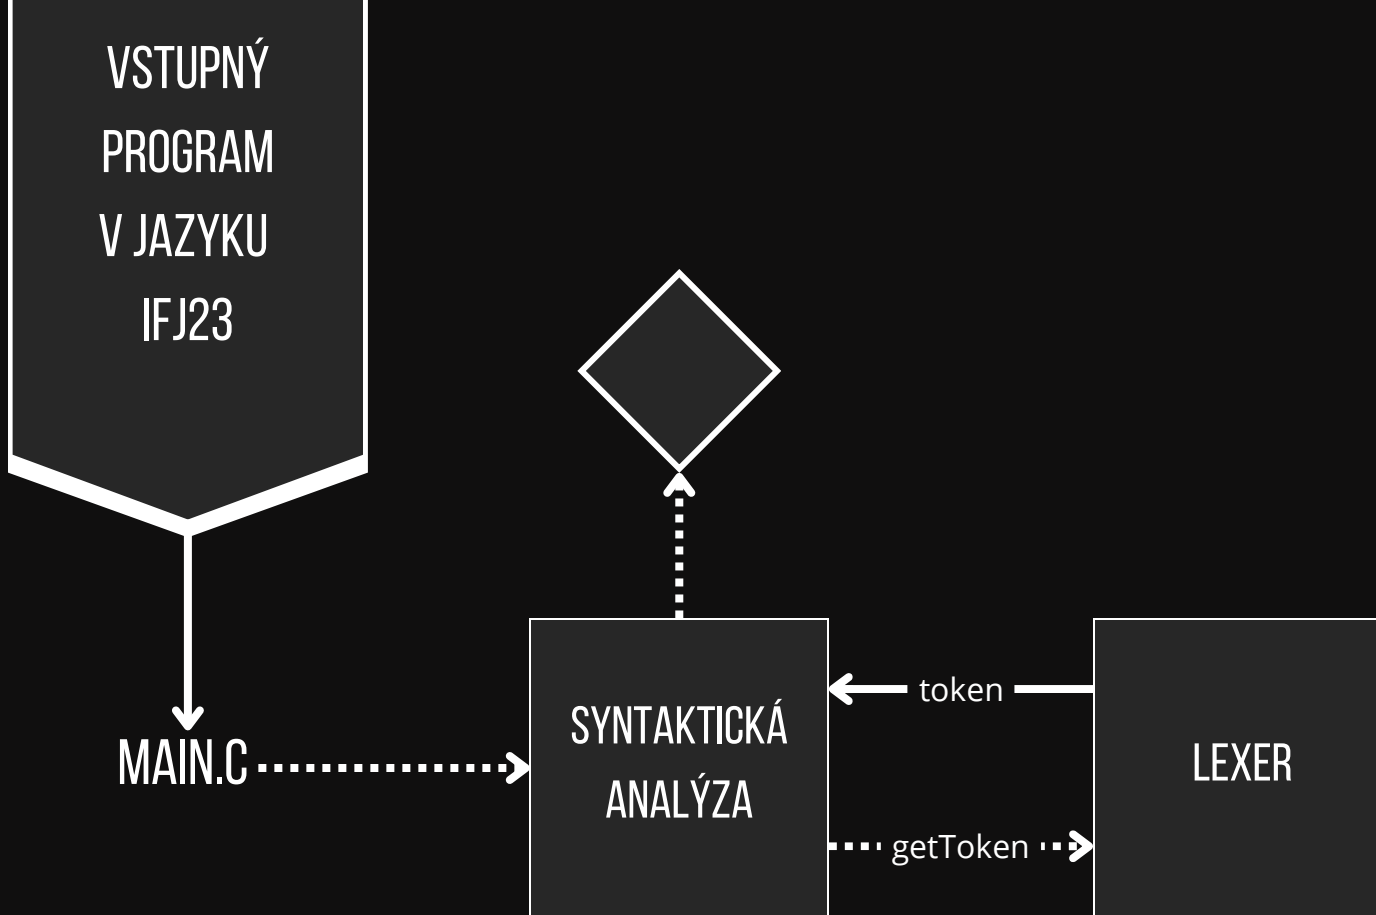 VSTUPNÝ
PROGRAM
V JAZYKU
IFJ23
MAIN.C
SYNTAKTICKÁ
ANALÝZA
token
getToken
LEXER